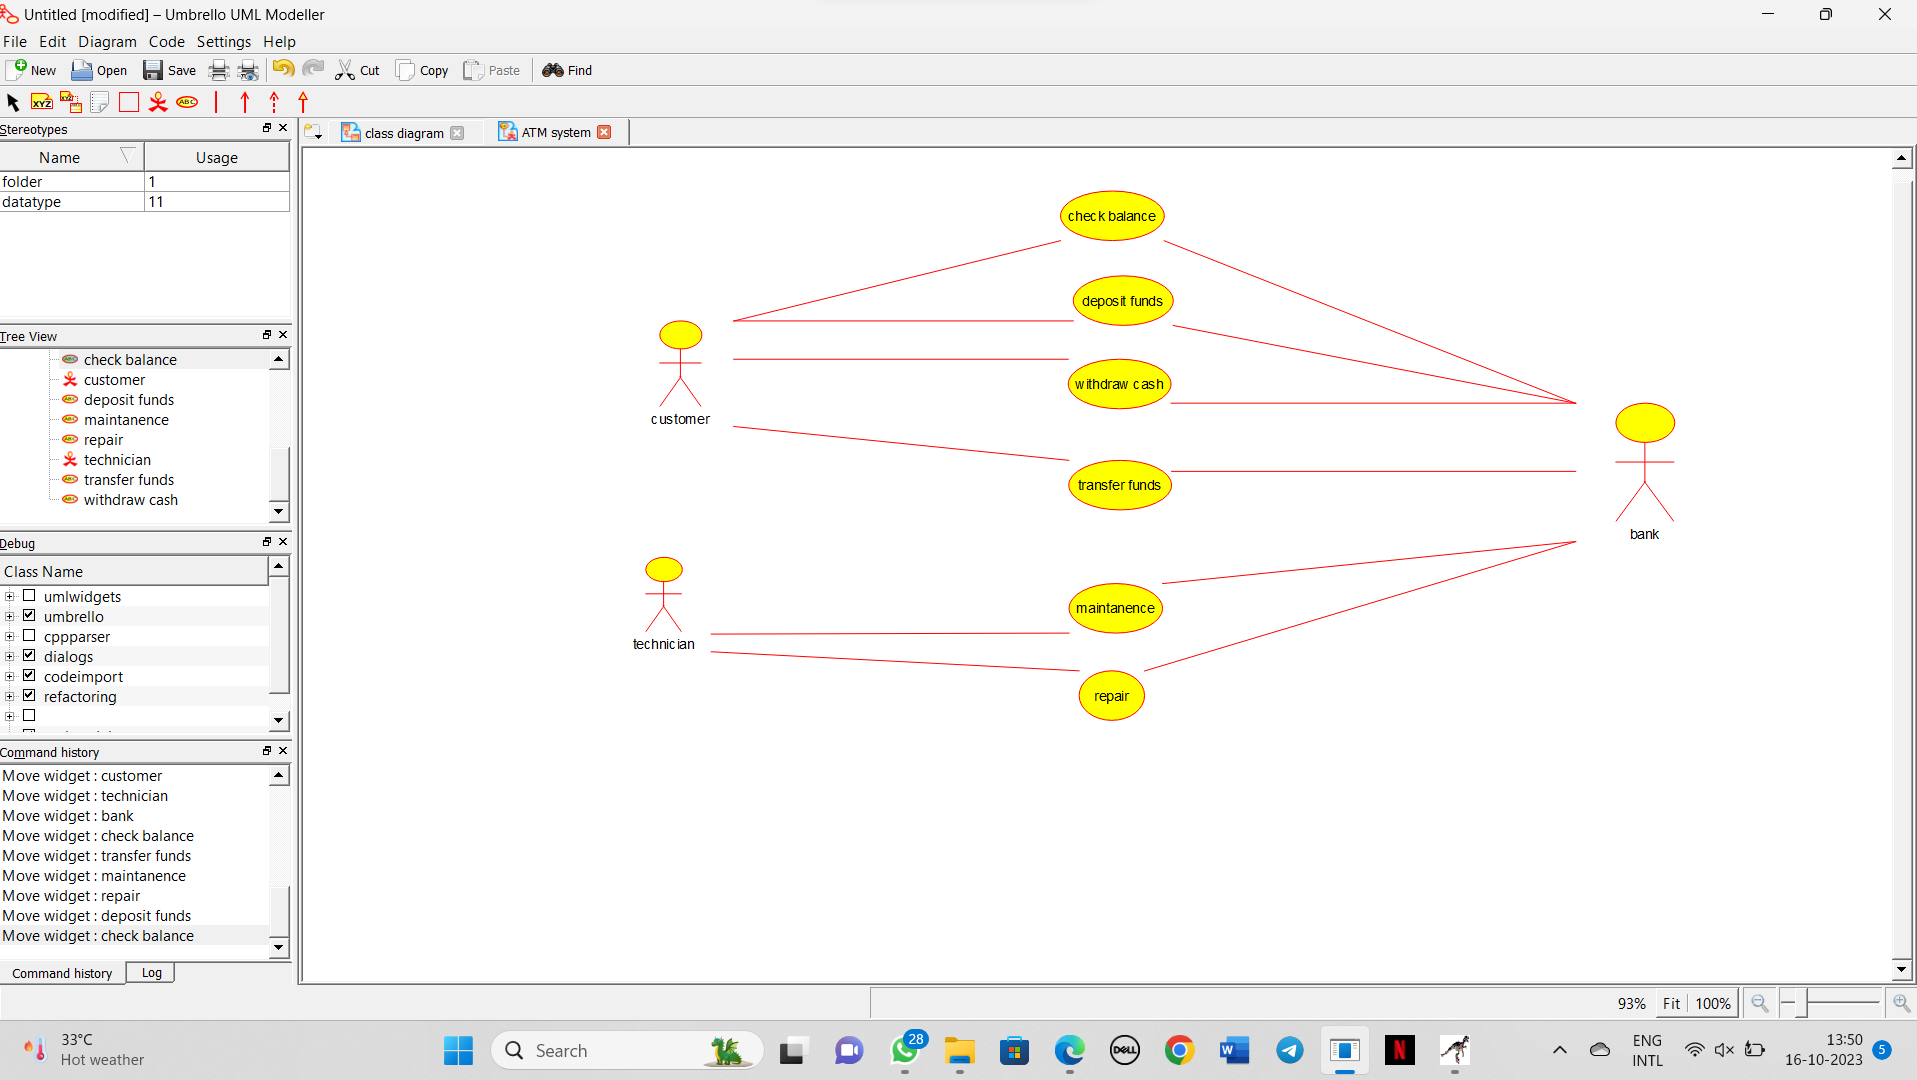 Untitled [modified] – Umbrello UML Modeller
File Edit Diagram Code Settings Help
New Open Save Cut Copy Paste Find
XYZ XYZ ABC
Stereotypes
Name Usage
folder 1
datatype 11
Tree View
check balance
customer
deposit funds
maintanence
repair
technician
transfer funds
withdraw cash
Debug
Class Name
umlwidgets
umbrello
cppparser
dialogs
codeimport
refactoring
Command history
Move widget : customer
Move widget : technician
Move widget : bank
Move widget : check balance
Move widget : transfer funds
Move widget : maintanence
Move widget : repair
Move widget : deposit funds
Move widget : check balance
Command history Log
class diagram ATM system
check balance
deposit funds
withdraw cash
customer
transfer funds
bank
maintanence
technician
repair
93% Fit 100%
33°C
Hot weather
Search
28
DELL
W
N
ENG
INTL
13:50
16-10-2023
5